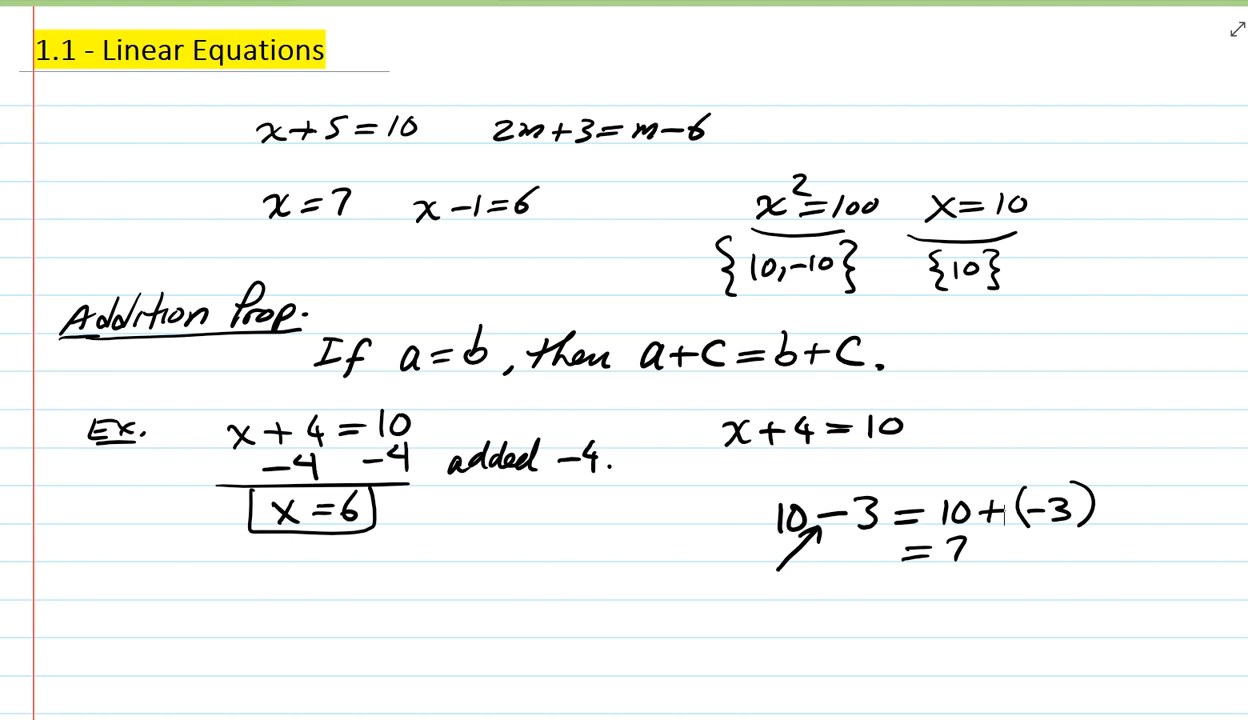 1.1 - Linear Equations
x+5=10 2m+3=m-6
x=7 x-1=6 x²=100 X=10
{10,-10} {10}
Addition Prop.
If a=b, then a+c=b+c.
Ex. x+4=10 x+4=10
-4 -4 added -4.
x=6 10-3=10+(-3)
=7